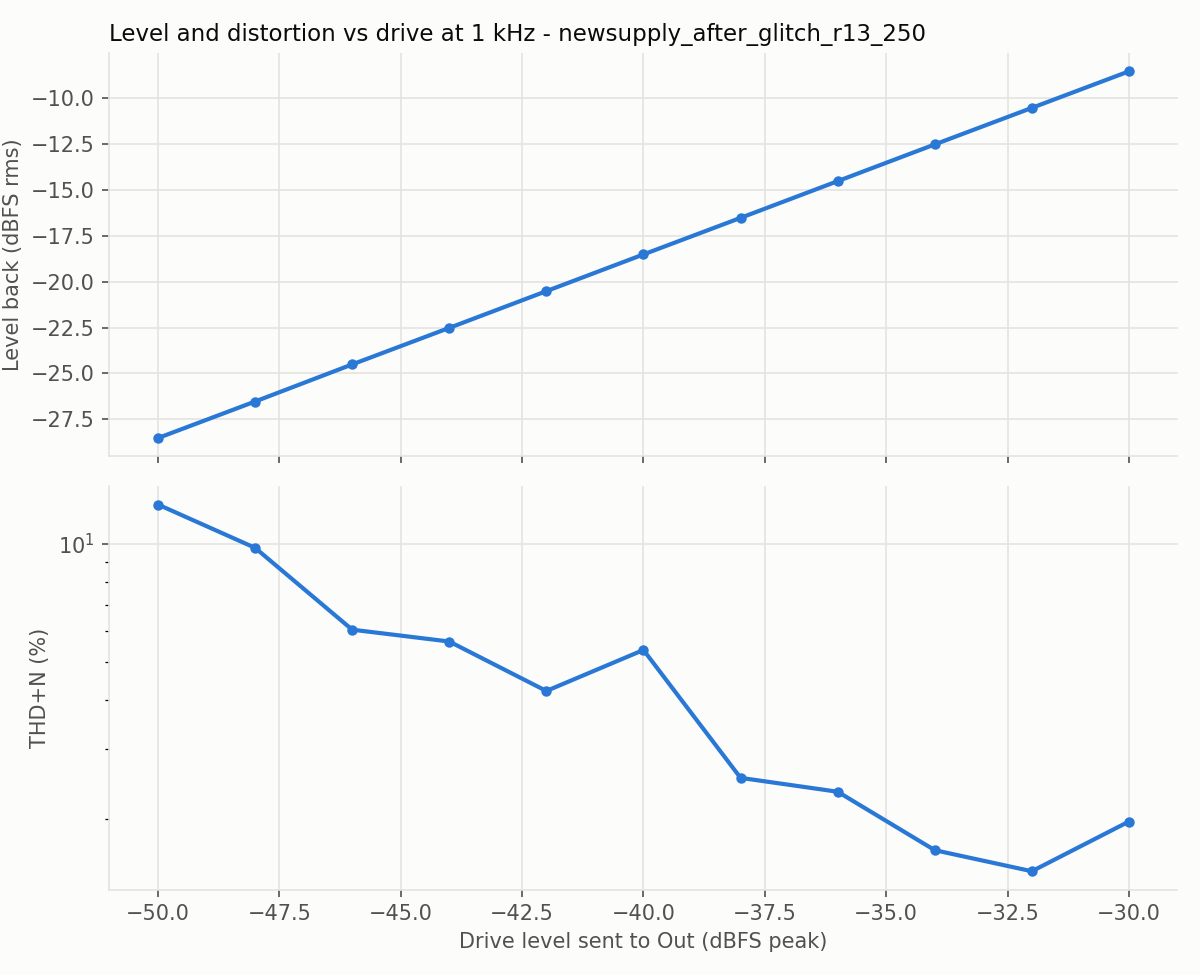 Level and distortion vs drive at 1 kHz - newsupply_after_glitch_r13_250
Level back (dBFS rms)
−10.0
−12.5
−15.0
−17.5
−20.0
−22.5
−25.0
−27.5
THD+N (%)
10¹
−50.0 −47.5 −45.0 −42.5 −40.0 −37.5 −35.0 −32.5 −30.0
Drive level sent to Out (dBFS peak)